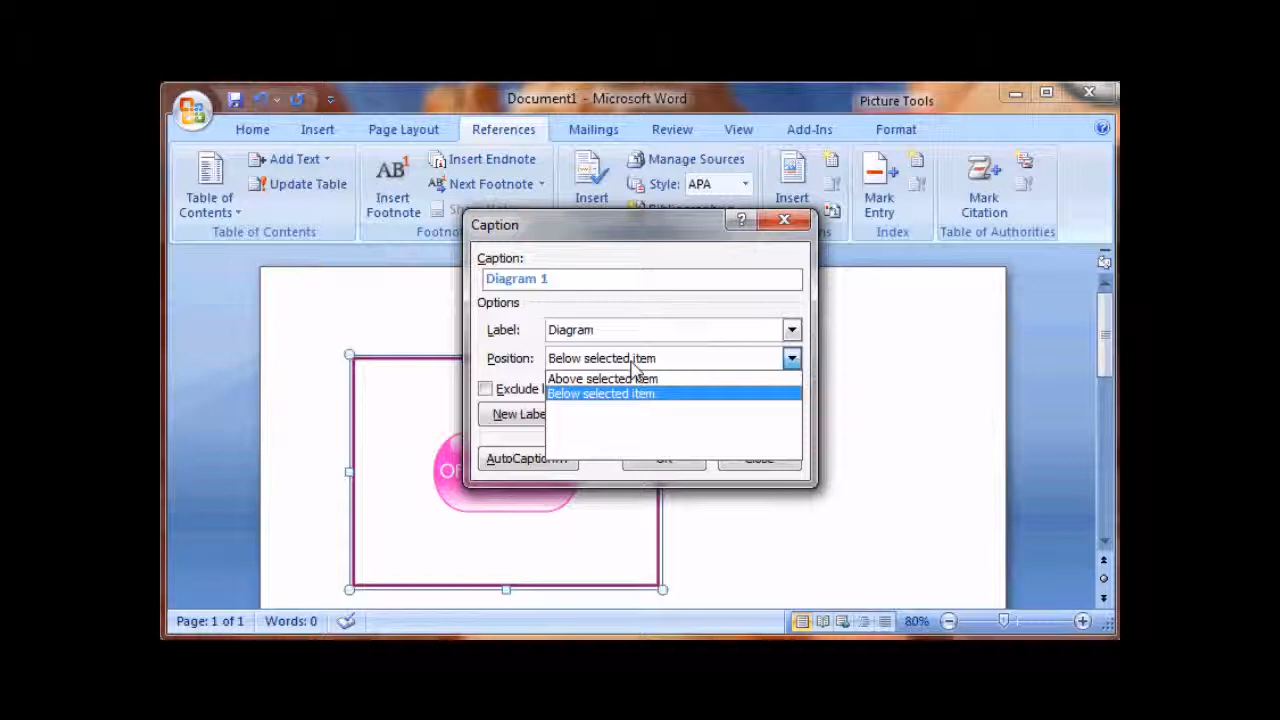 Document1 - Microsoft Word
Picture Tools
Home Insert Page Layout References Mailings Review View Add-Ins Format
Table of Contents
Add Text
Update Table
Table of Contents
AB1
Insert Footnote
Insert Endnote
Next Footnote
Insert
Manage Sources
Style: APA
Insert
Mark Entry
Index
Mark Citation
Table of Authorities
Caption
Caption:
Diagram 1
Options
Label: Diagram
Position: Below selected item
Above selected item
Below selected item
Exclude
New Labe
AutoCaption...
Page: 1 of 1 Words: 0 80%